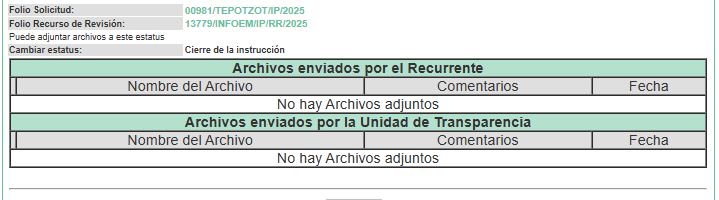 Folio Solicitud: 00981/TEPOTZOT/IP/2025
Folio Recurso de Revisión: 13779/INFOEM/IP/RR/2025
Puede adjuntar archivos a este estatus
Cambiar estatus: Cierre de la instrucción
Archivos enviados por el Recurrente
Nombre del Archivo Comentarios Fecha
No hay Archivos adjuntos
Archivos enviados por la Unidad de Transparencia
Nombre del Archivo Comentarios Fecha
No hay Archivos adjuntos